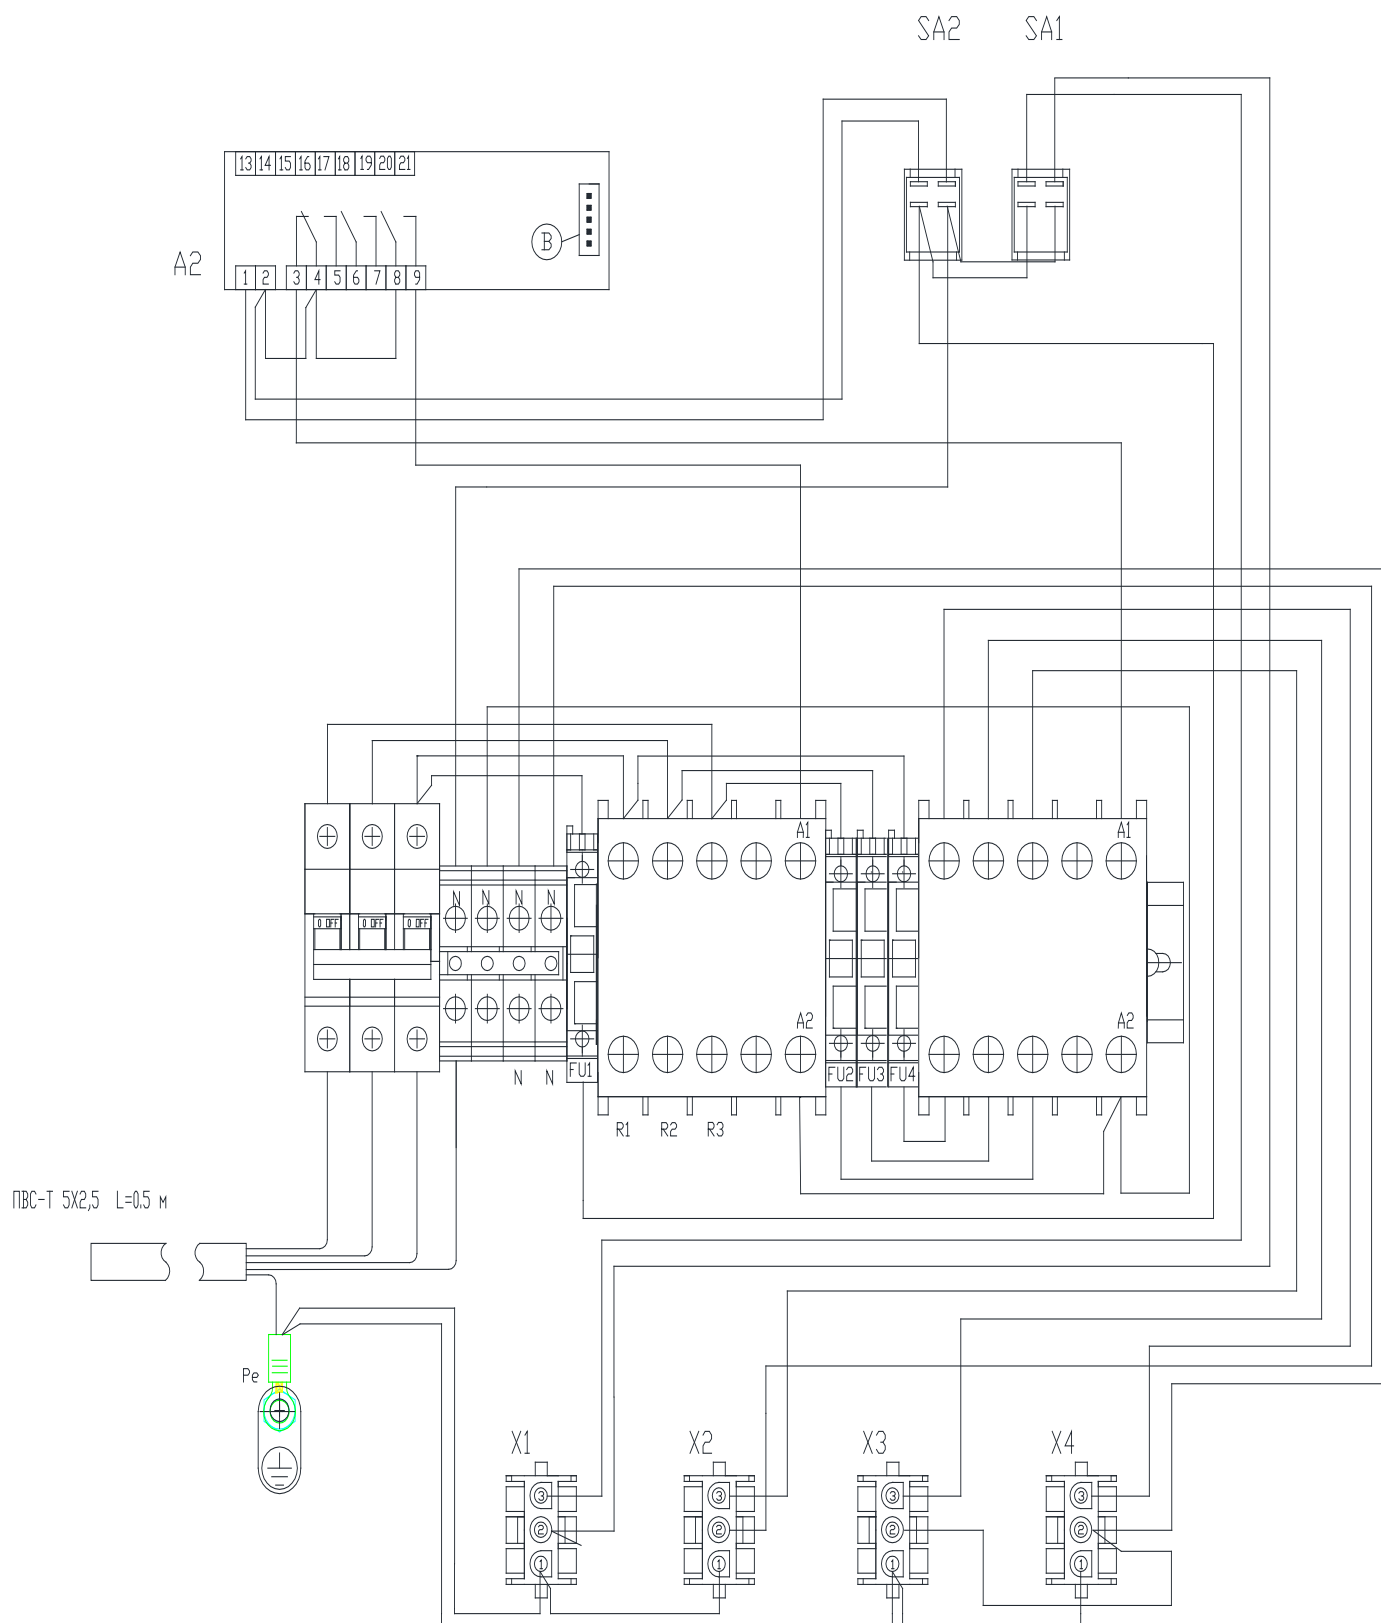 SA2 SA1
13 14 15 16 17 18 19 20 21
B
A2
1 2 3 4 5 6 7 8 9
A1 A1
N N N N
0 OFF 0 OFF 0 OFF
A2 A2
N N FU1 FU2 FU3 FU4
R1 R2 R3
ПВС-Т 5X2,5 L=0.5 м
Pe
X1 X2 X3 X4
3 3 3 3
2 2 2 2
1 1 1 1